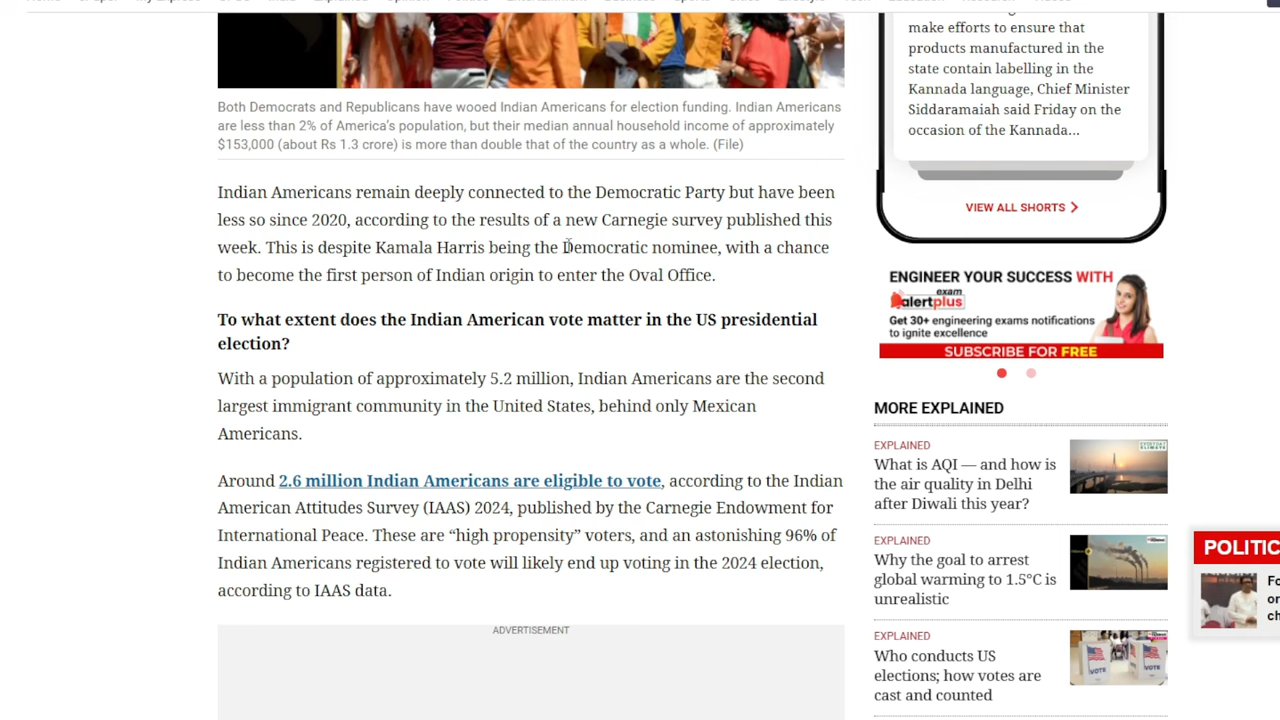 Both Democrats and Republicans have wooed Indian Americans for election funding. Indian Americans
are less than 2% of America's population, but their median annual household income of approximately
$153,000 (about Rs 1.3 crore) is more than double that of the country as a whole. (File)
Indian Americans remain deeply connected to the Democratic Party but have been
less so since 2020, according to the results of a new Carnegie survey published this
week. This is despite Kamala Harris being the Democratic nominee, with a chance
to become the first person of Indian origin to enter the Oval Office.
To what extent does the Indian American vote matter in the US presidential
election?
With a population of approximately 5.2 million, Indian Americans are the second
largest immigrant community in the United States, behind only Mexican
Americans.
Around 2.6 million Indian Americans are eligible to vote, according to the Indian
American Attitudes Survey (IAAS) 2024, published by the Carnegie Endowment for
International Peace. These are “high propensity” voters, and an astonishing 96% of
Indian Americans registered to vote will likely end up voting in the 2024 election,
according to IAAS data.
ADVERTISEMENT
make efforts to ensure that
products manufactured in the
state contain labelling in the
Kannada language, Chief Minister
Siddaramaiah said Friday on the
occasion of the Kannada...
VIEW ALL SHORTS
ENGINEER YOUR SUCCESS WITH
exam
alertplus
Get 30+ engineering exams notifications
to ignite excellence
SUBSCRIBE FOR FREE
MORE EXPLAINED
EXPLAINED
What is AQI — and how is
the air quality in Delhi
after Diwali this year?
EXPLAINED
Why the goal to arrest
global warming to 1.5°C is
unrealistic
EXPLAINED
Who conducts US
elections; how votes are
cast and counted
VOTE
VOTE
POLITIC
Fo
or
ch